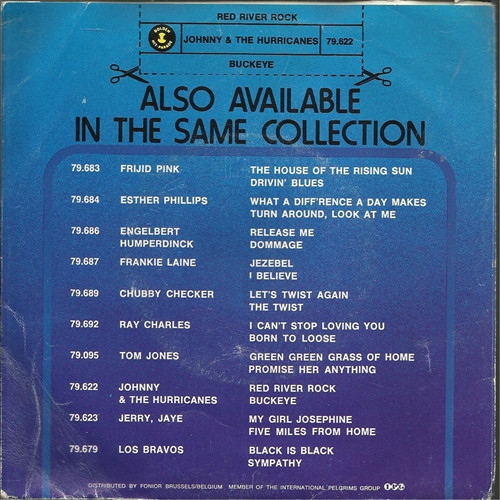 RED RIVER ROCK
GOLDEN HIT PARADE
JOHNNY & THE HURRICANES 79.622
BUCKEYE
ALSO AVAILABLE
IN THE SAME COLLECTION
79.683 FRIJID PINK THE HOUSE OF THE RISING SUN
DRIVIN' BLUES
79.684 ESTHER PHILLIPS WHAT A DIFF'RENCE A DAY MAKES
TURN AROUND, LOOK AT ME
79.686 ENGELBERT RELEASE ME
HUMPERDINCK DOMMAGE
79.687 FRANKIE LAINE JEZEBEL
I BELIEVE
79.689 CHUBBY CHECKER LET'S TWIST AGAIN
THE TWIST
79.692 RAY CHARLES I CAN'T STOP LOVING YOU
BORN TO LOOSE
79.095 TOM JONES GREEN GREEN GRASS OF HOME
PROMISE HER ANYTHING
79.622 JOHNNY RED RIVER ROCK
& THE HURRICANES BUCKEYE
79.623 JERRY, JAYE MY GIRL JOSEPHINE
FIVE MILES FROM HOME
79.679 LOS BRAVOS BLACK IS BLACK
SYMPATHY
DISTRIBUTED BY FONIOR BRUSSELS/BELGIUM MEMBER OF THE INTERNATIONAL PELGRIMS GROUP IPG